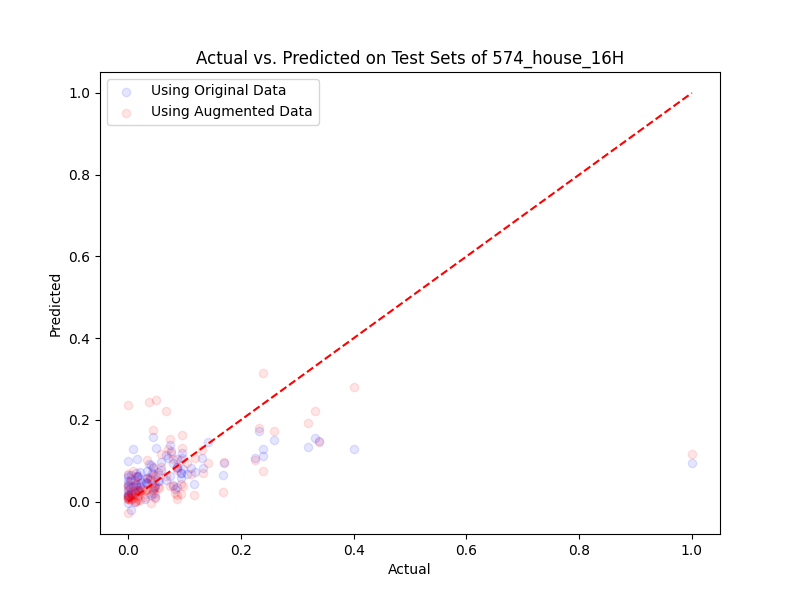 Actual vs. Predicted on Test Sets of 574_house_16H
Using Original Data
Using Augmented Data
1.0
0.8
0.6
0.4
0.2
0.0
Predicted
0.0 0.2 0.4 0.6 0.8 1.0
Actual